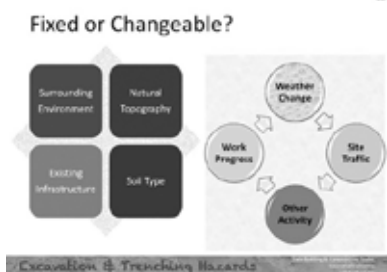 Fixed or Changeable?
Surrounding
Environment
Natural
Topography
Existing
Infrastructure
Soil Type
Weather
Change
Work
Progress
Site
Traffic
Other
Activity
Excavation & Trenching Hazards